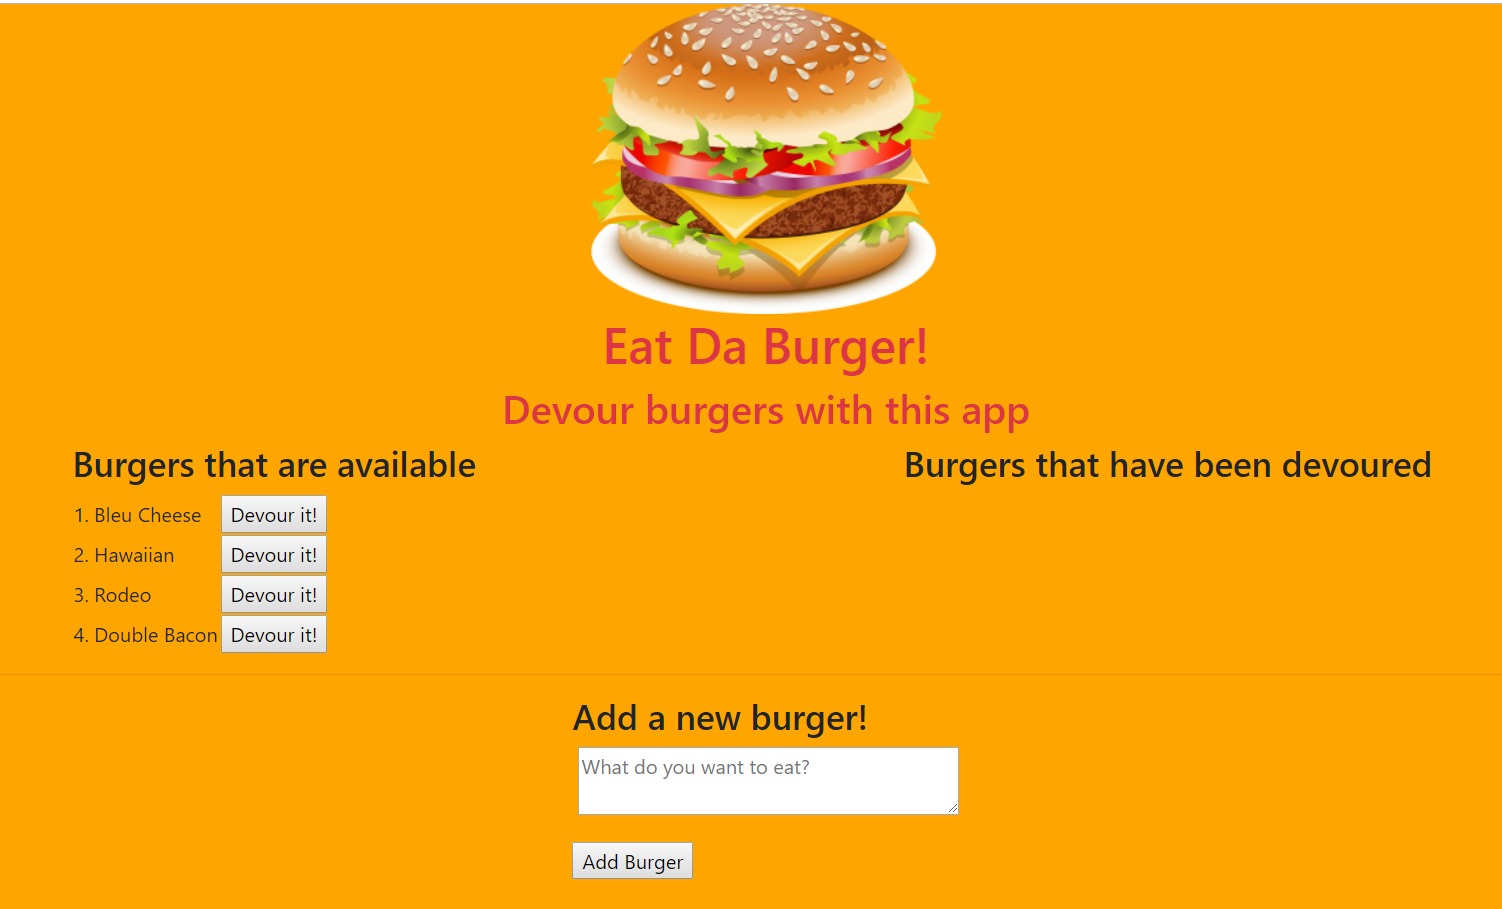 Eat Da Burger!
Devour burgers with this app
Burgers that are available
1. Bleu Cheese Devour it!
2. Hawaiian Devour it!
3. Rodeo Devour it!
4. Double Bacon Devour it!
Burgers that have been devoured
Add a new burger!
What do you want to eat?
Add Burger